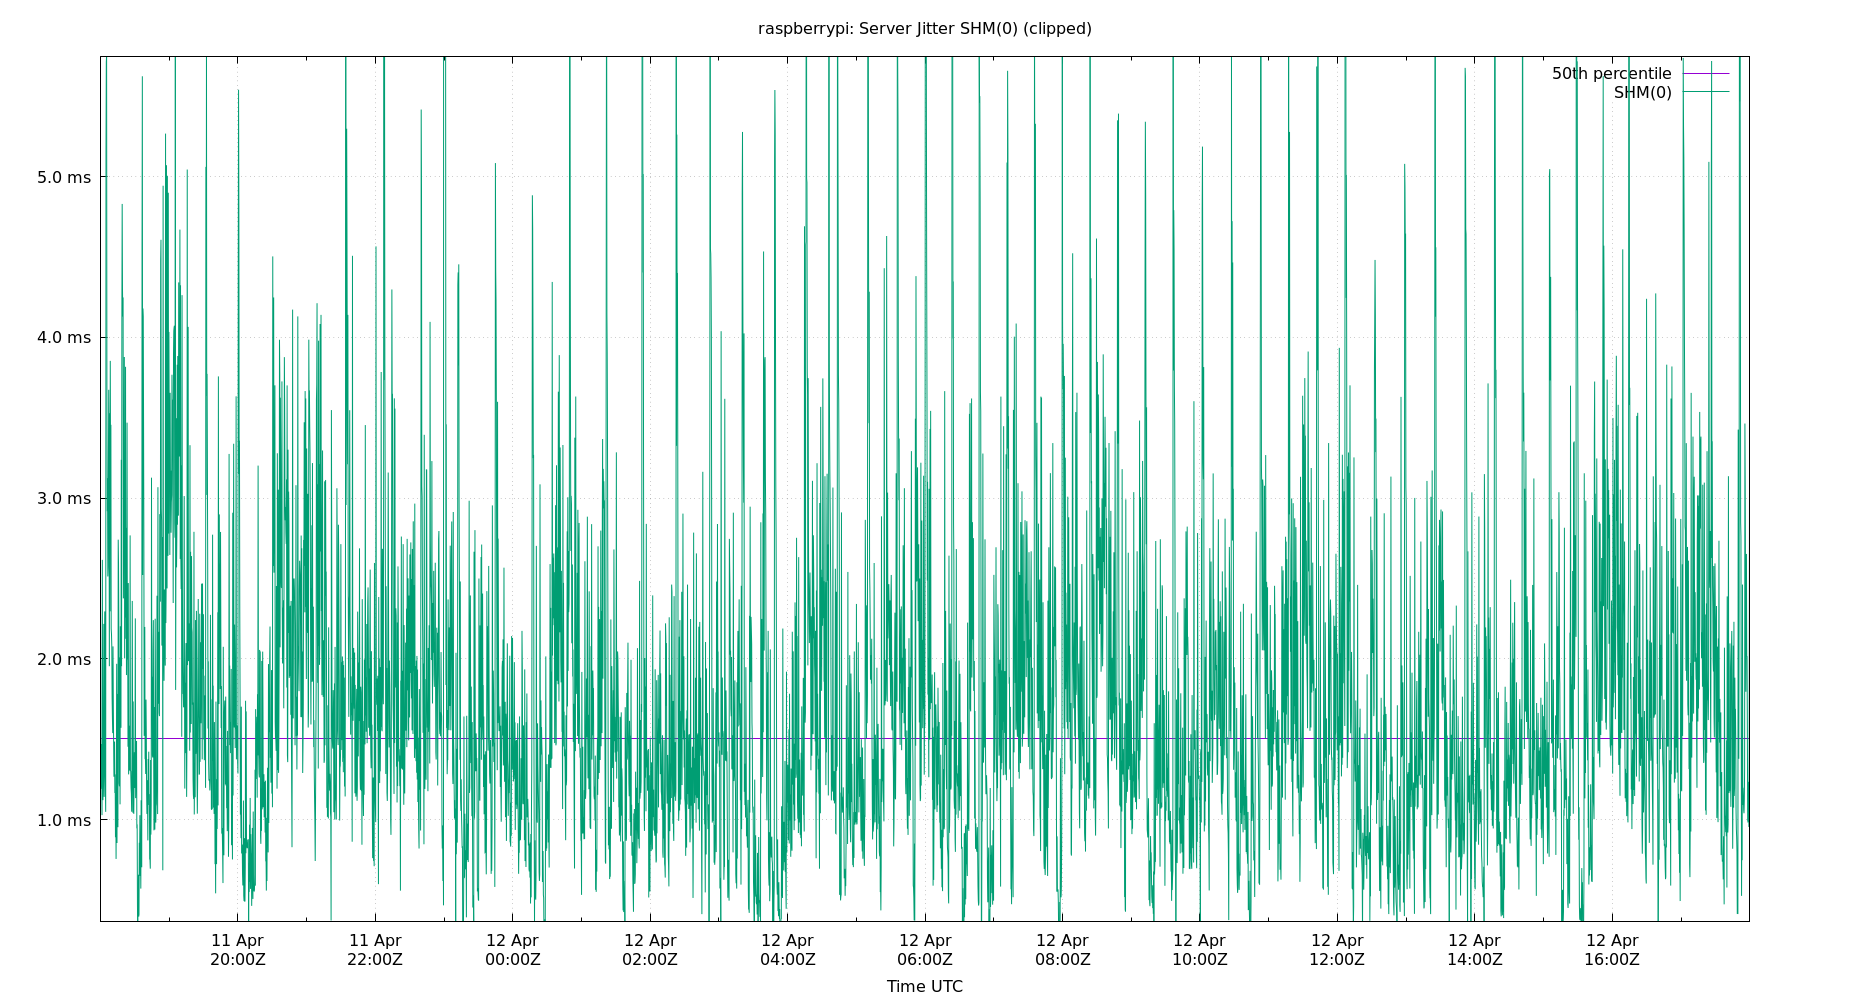 raspberrypi: Server Jitter SHM(0) (clipped)
50th percentile
SHM(0)
5.0 ms
4.0 ms
3.0 ms
2.0 ms
1.0 ms
11 Apr 11 Apr 12 Apr 12 Apr 12 Apr 12 Apr 12 Apr 12 Apr 12 Apr 12 Apr 12 Apr
20:00Z 22:00Z 00:00Z 02:00Z 04:00Z 06:00Z 08:00Z 10:00Z 12:00Z 14:00Z 16:00Z
Time UTC